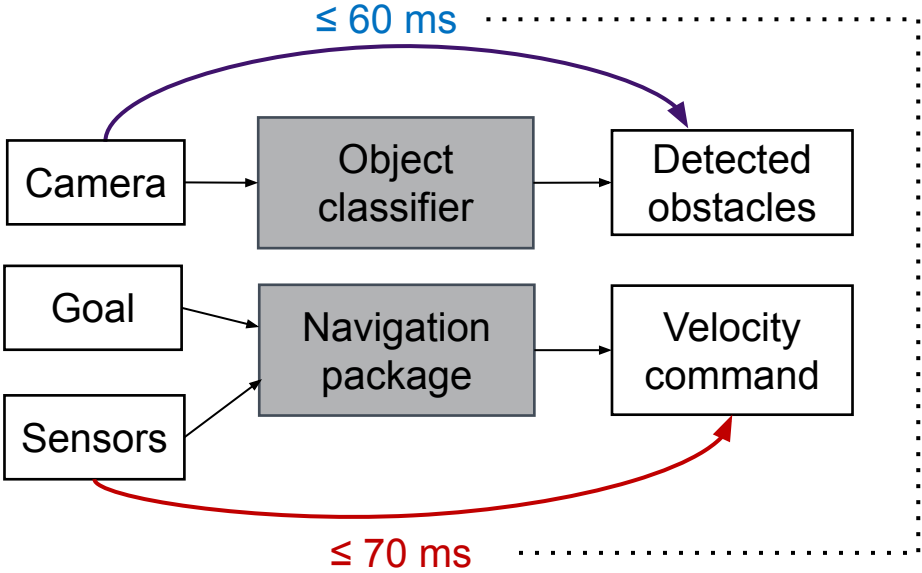 ≤ 60 ms
Camera
Object
classifier
Detected
obstacles
Goal
Navigation
package
Velocity
command
Sensors
≤ 70 ms